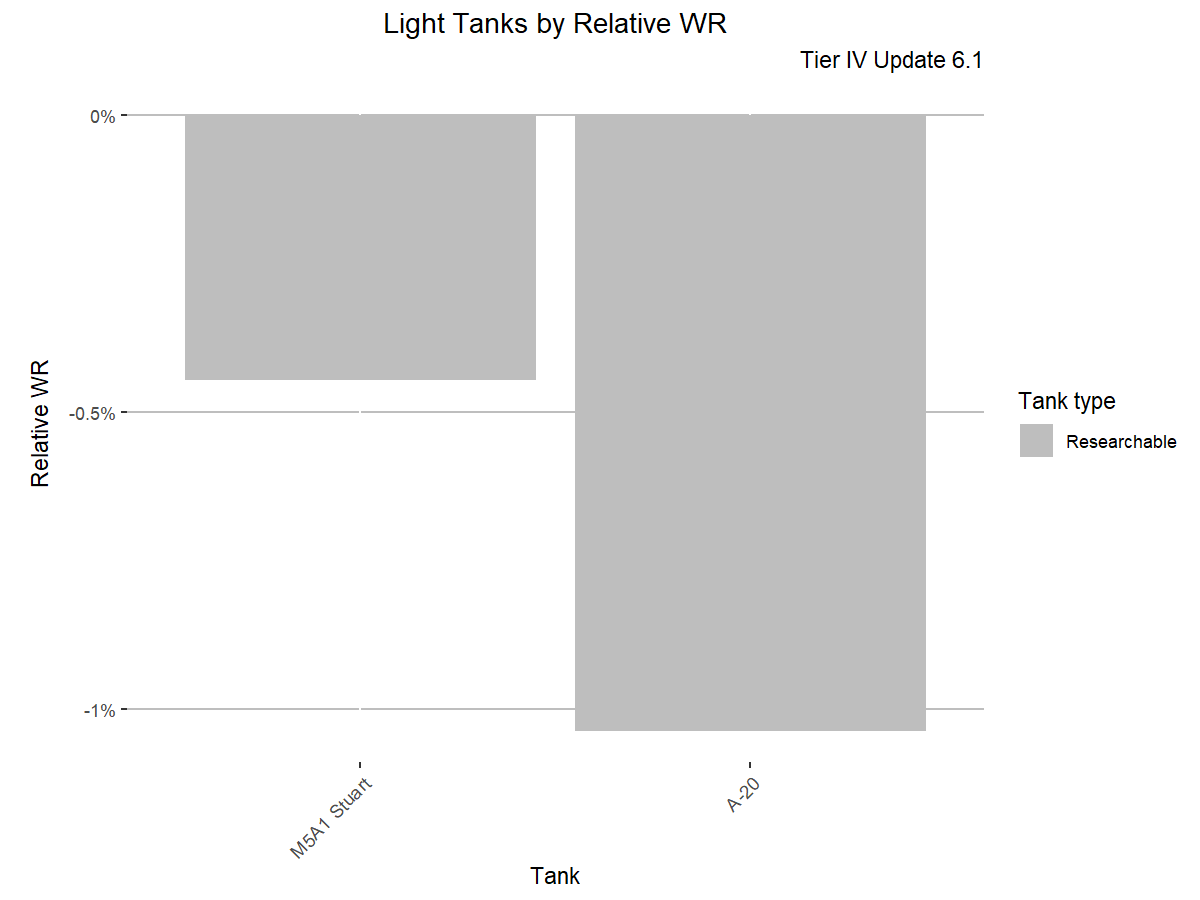 Light Tanks by Relative WR
Tier IV Update 6.1
0%
-0.5%
-1%
Relative WR
M5A1 Stuart
A-20
Tank
Tank type
Researchable